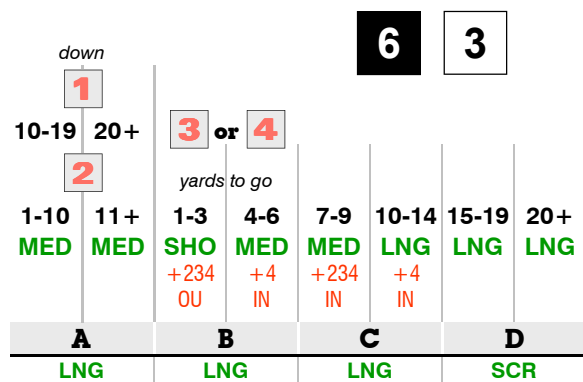 6 3
down
1
10-19 20+ 3 or 4
2 yards to go
1-10 11+ 1-3 4-6 7-9 10-14 15-19 20+
MED MED SHO MED MED LNG LNG LNG
+234 +4 +234 +4
OU IN IN IN
A B C D
LNG LNG LNG SCR